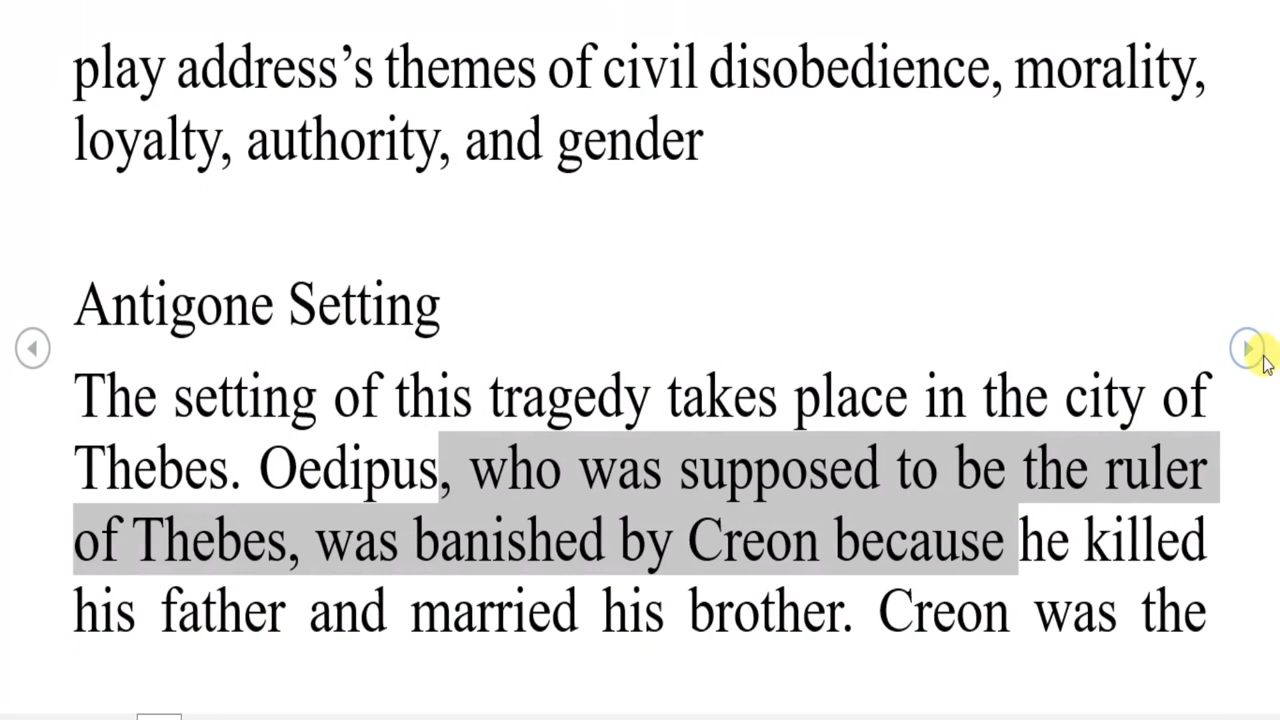 play address’s themes of civil disobedience, morality,
loyalty, authority, and gender
Antigone Setting
The setting of this tragedy takes place in the city of
Thebes. Oedipus, who was supposed to be the ruler
of Thebes, was banished by Creon because he killed
his father and married his brother. Creon was the